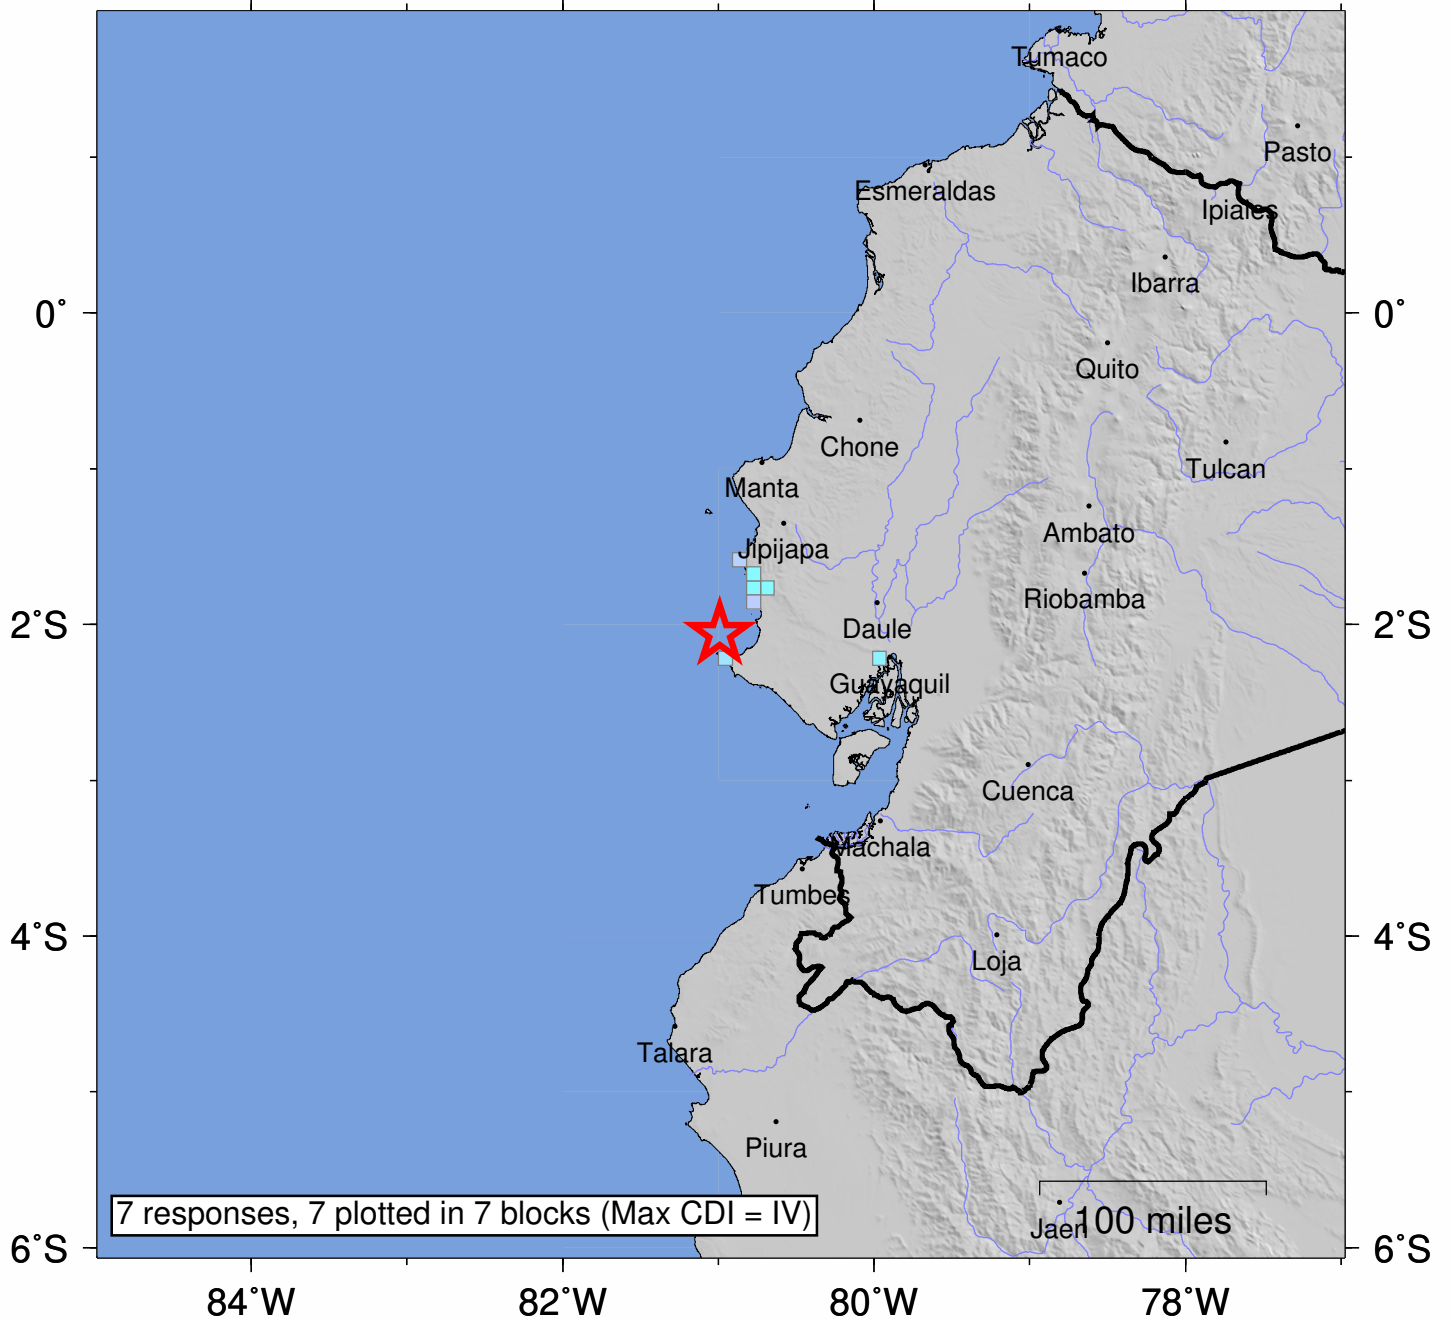 Tumaco
Pasto
Esmeraldas
Ipiales
Ibarra
0° 0°
Quito
Chone
Tulcan
Manta
Ambato
Jipijapa
Riobamba
2°S 2°S
Daule
Guayaquil
Cuenca
Machala
Tumbes
4°S 4°S
Loja
Talara
Piura
7 responses, 7 plotted in 7 blocks (Max CDI = IV)
100 miles
Jaen
6°S 6°S
84°W 82°W 80°W 78°W